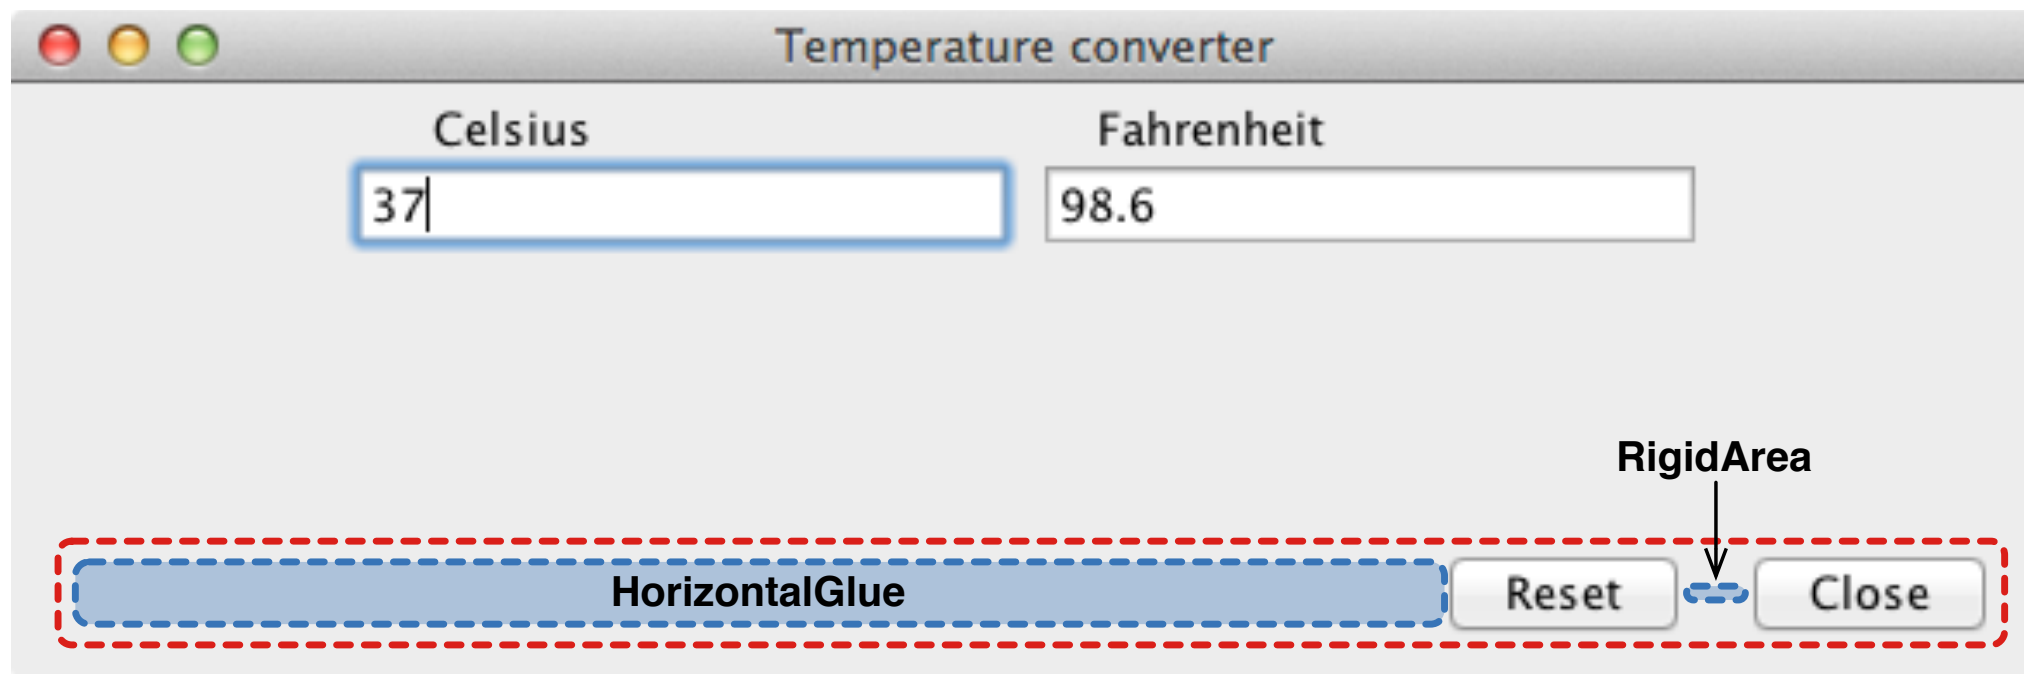 Temperature converter
Celsius Fahrenheit
37 98.6
RigidArea
HorizontalGlue Reset Close